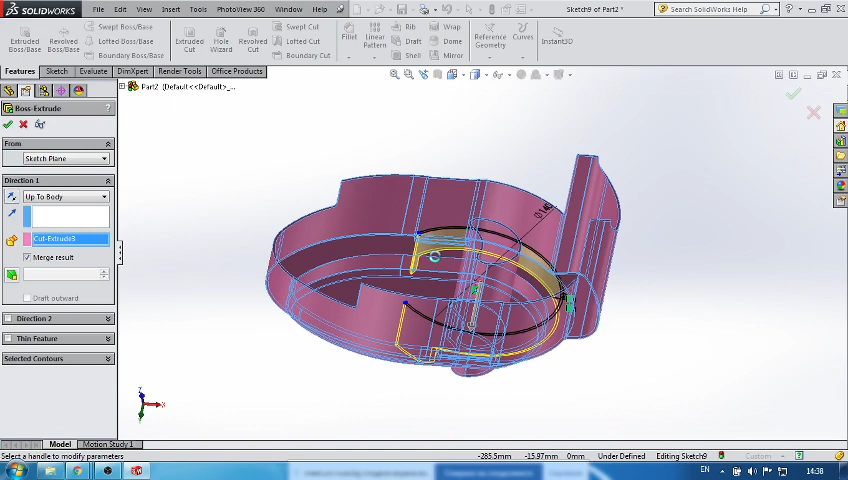 SOLIDWORKS File Edit View Insert Tools PhotoView 360 Window Help Sketch9 of Part2 * Search SolidWorks Help
Extruded Boss/Base Revolved Boss/Base Swept Boss/Base Lofted Boss/Base Boundary Boss/Base Extruded Cut Hole Wizard Revolved Cut Swept Cut Lofted Cut Boundary Cut Fillet Linear Pattern Rib Draft Shell Wrap Dome Mirror Reference Geometry Curves Instant3D
Features Sketch Evaluate DimXpert Render Tools Office Products
Part2 (Default<<Default>_...
Boss-Extrude ?
From
Sketch Plane
Direction 1
Up To Body
Cut-Extrude3
Merge result
Draft outward
Direction 2
Thin Feature
Selected Contours
Z
X
Y
Model Motion Study 1
Select a handle to modify parameters -285.5mm -15.97mm 0mm Under Defined Editing Sketch9 Custom
EN 14:38